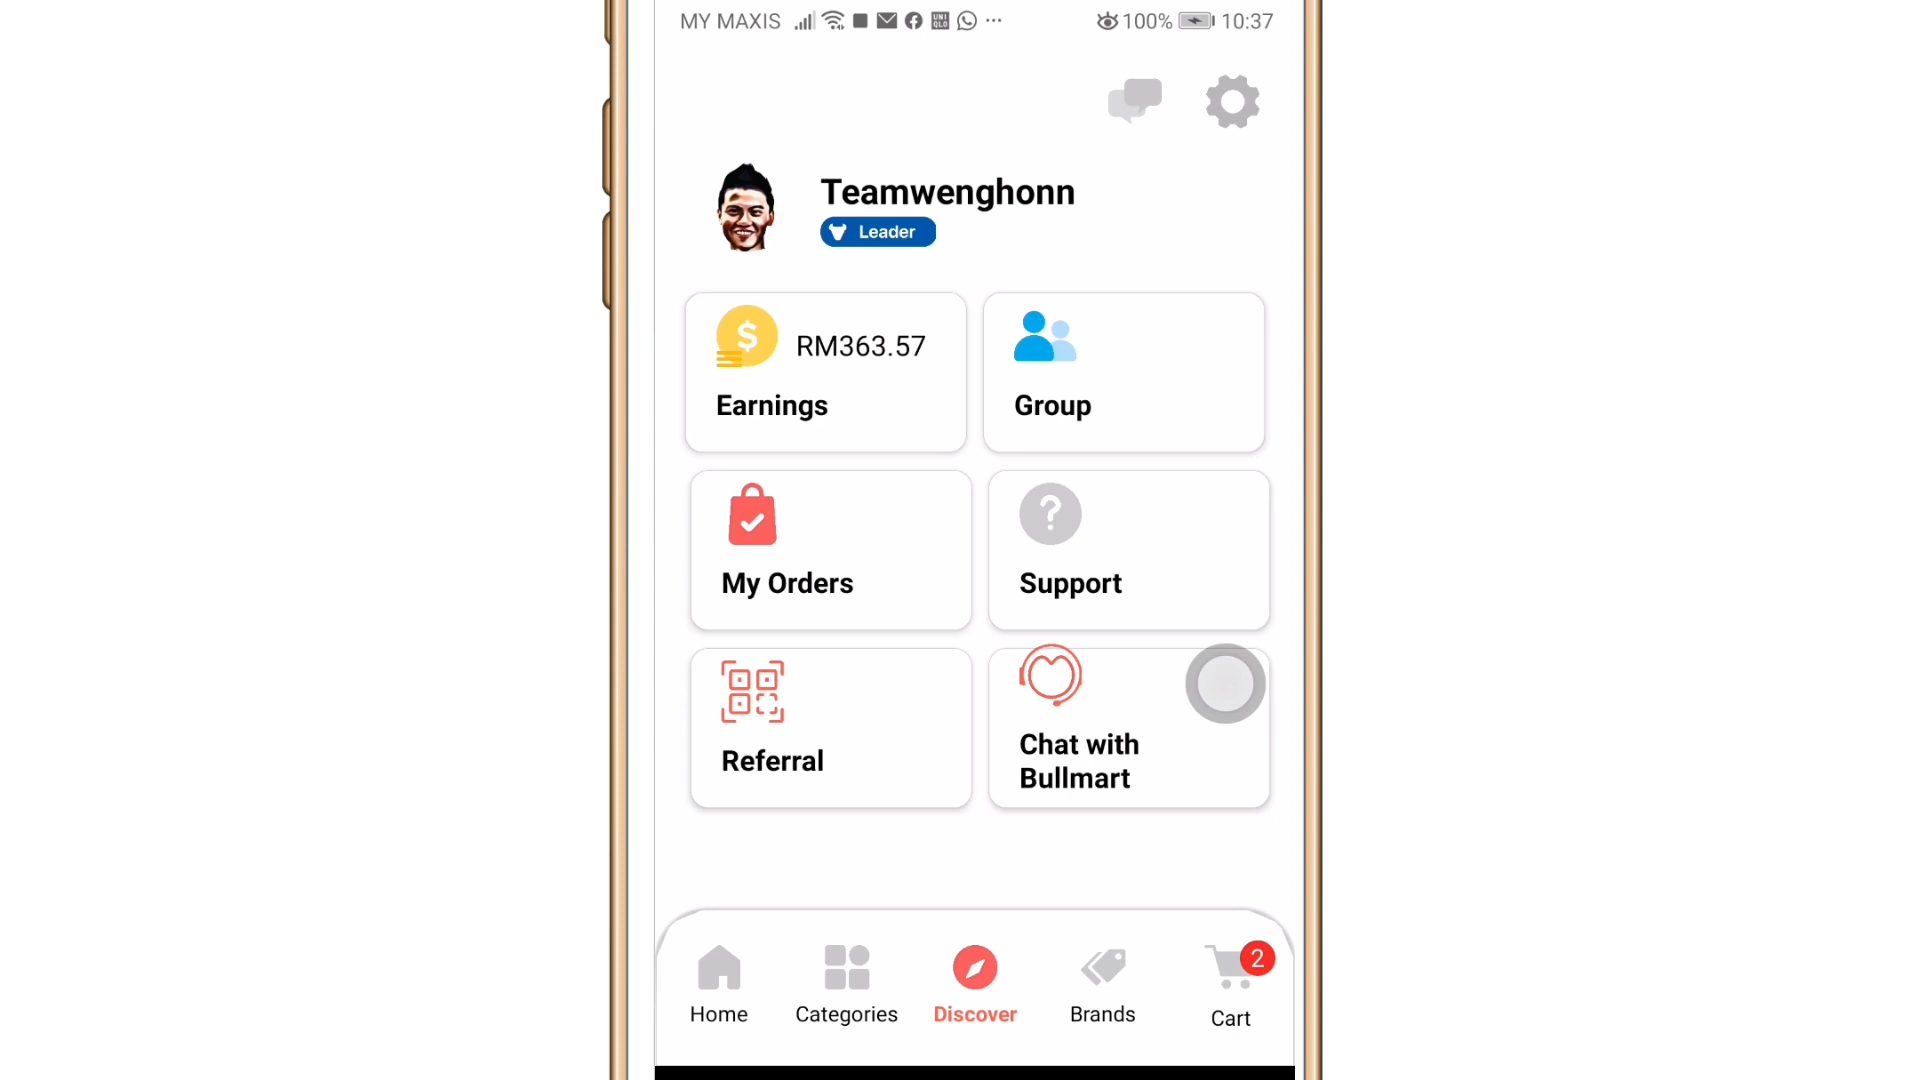 MY MAXIS 100% 10:37
Teamwenghonn
Leader
RM363.57
Earnings
Group
My Orders
Support
Referral
Chat with
Bullmart
Home
Categories
Discover
Brands
2
Cart